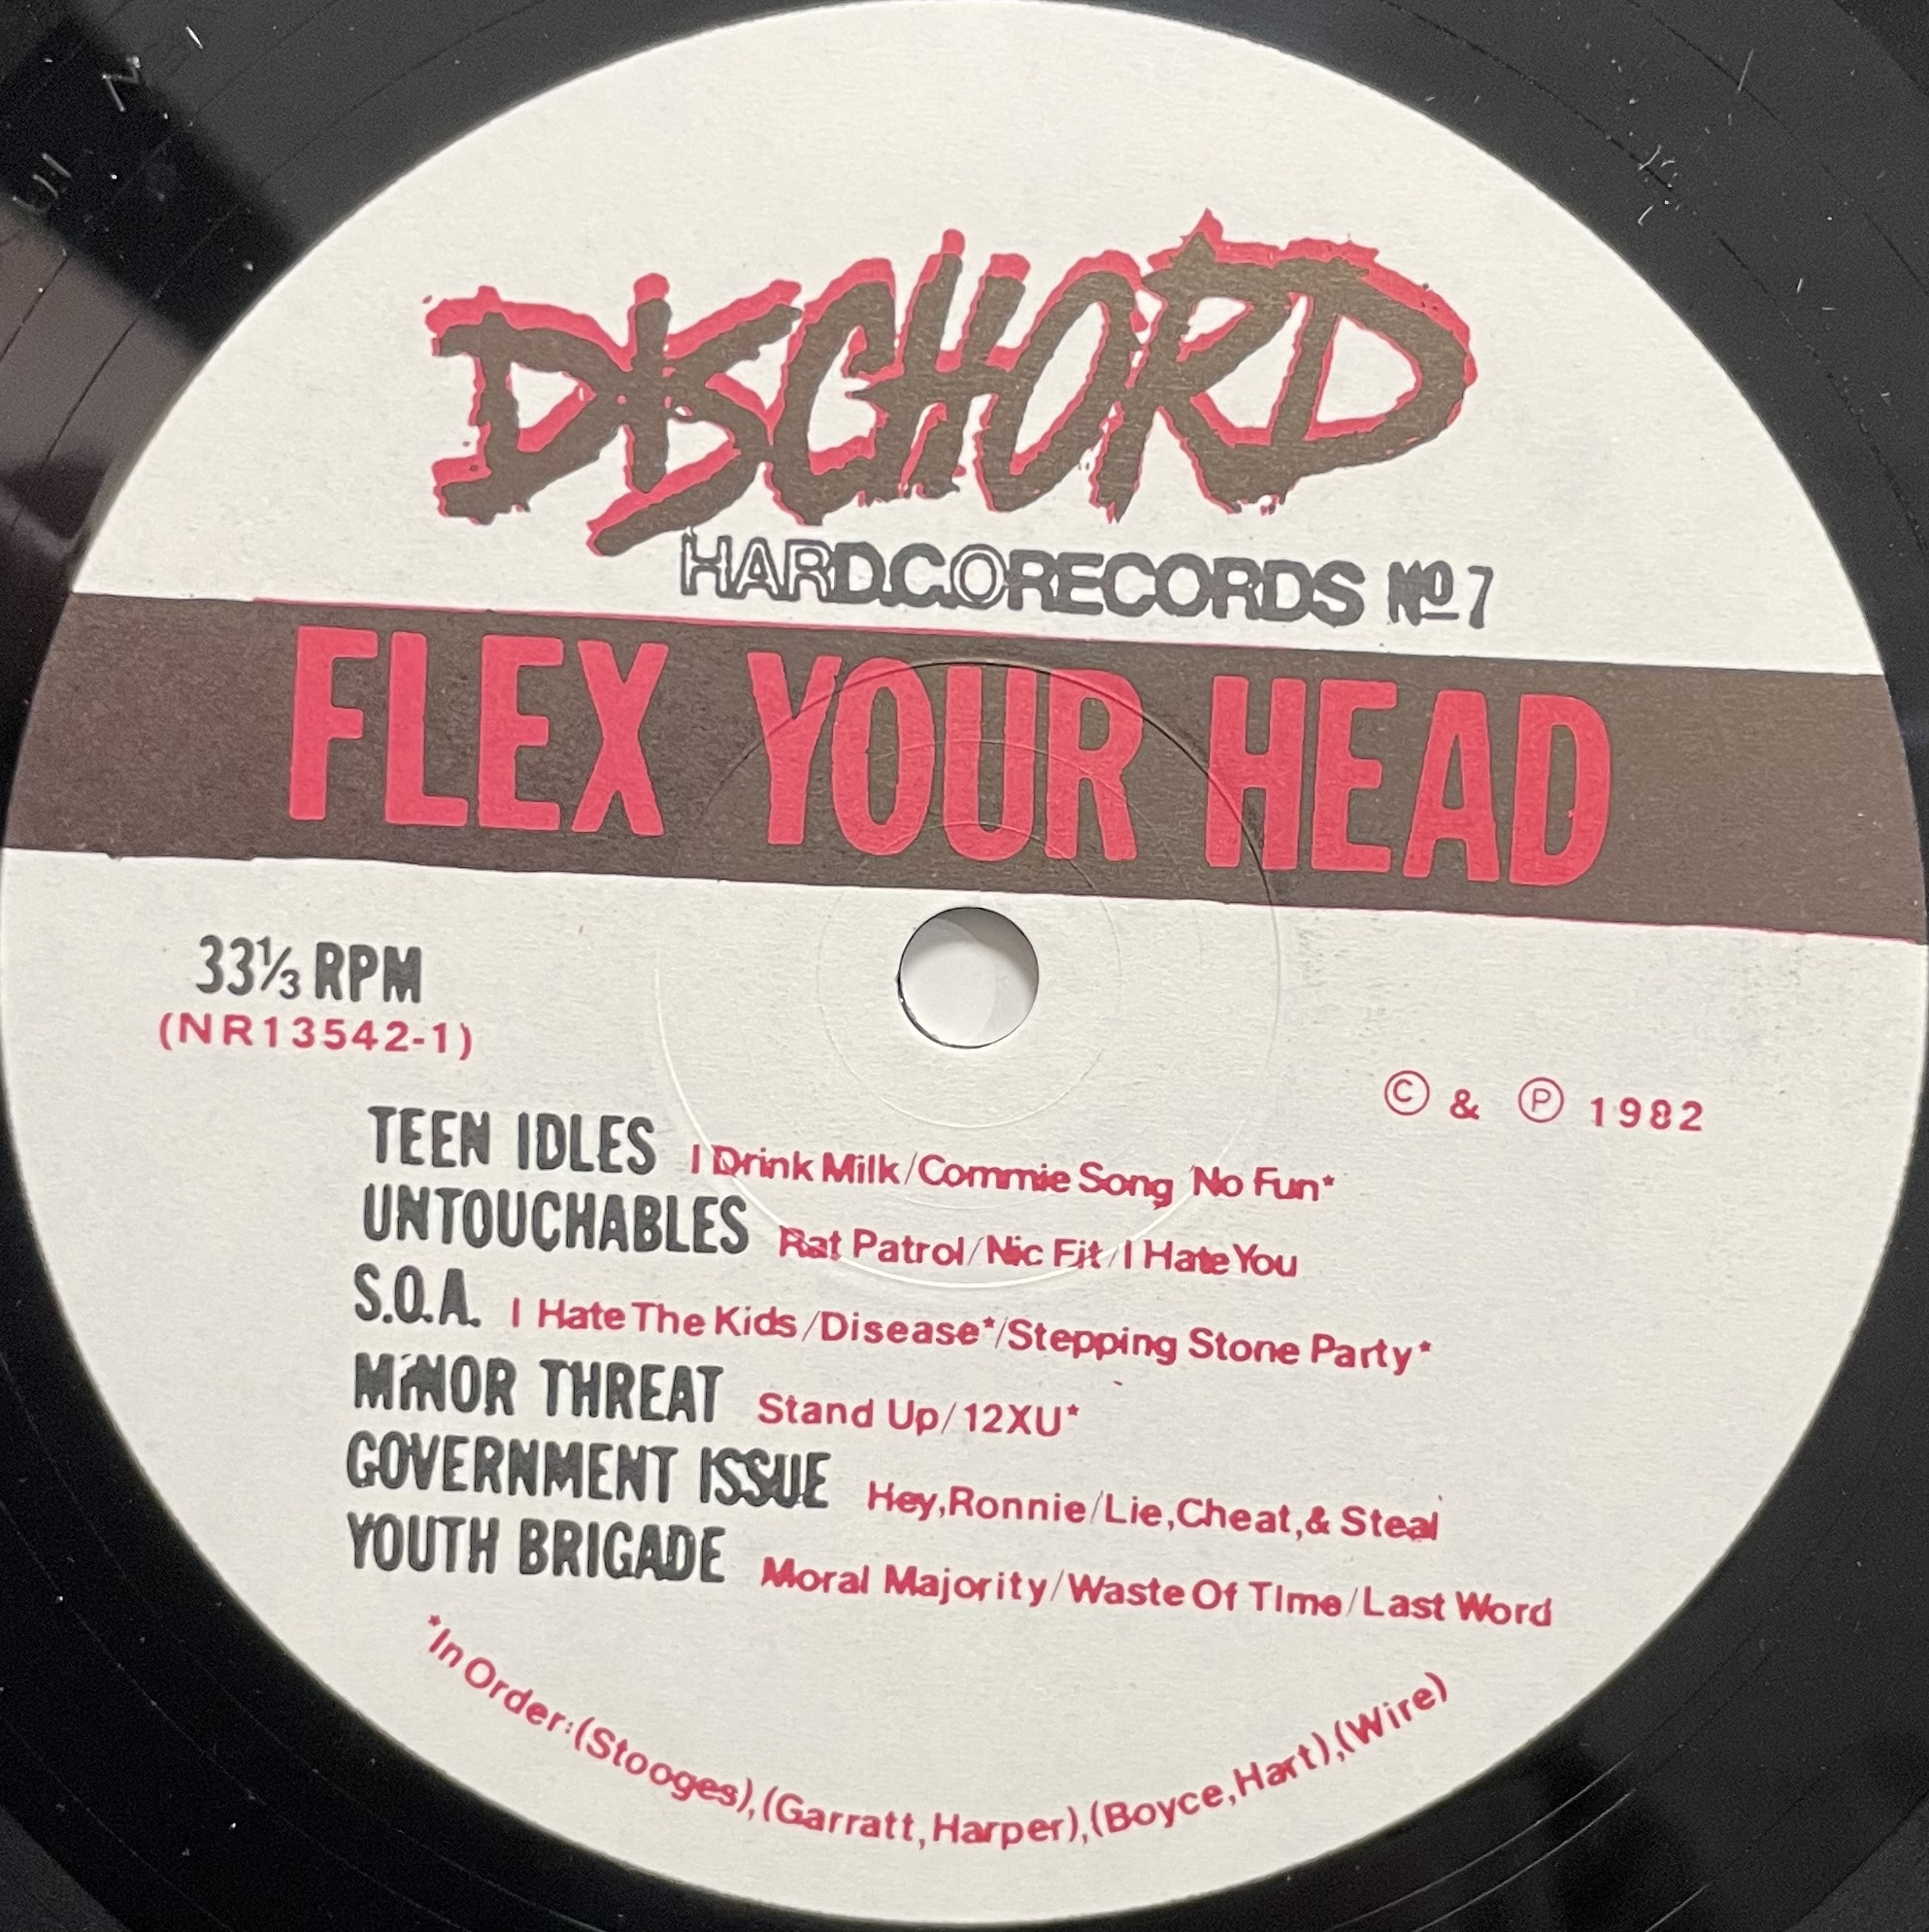 DISCHORD
HARD.C.O.RECORDS Nº 7
FLEX YOUR HEAD
33⅓ RPM
(NR13542-1)
© & ℗ 1982
TEEN IDLES I Drink Milk/Commie Song No Fun*
UNTOUCHABLES Rat Patrol/Nic Fit/I Hate You
S.O.A. I Hate The Kids/Disease*/Stepping Stone Party*
MINOR THREAT Stand Up/12XU*
GOVERNMENT ISSUE Hey,Ronnie/Lie,Cheat,& Steal
YOUTH BRIGADE Moral Majority/Waste Of TIme/Last Word
*In Order:(Stooges),(Garratt,Harper),(Boyce,Hart),(Wire)